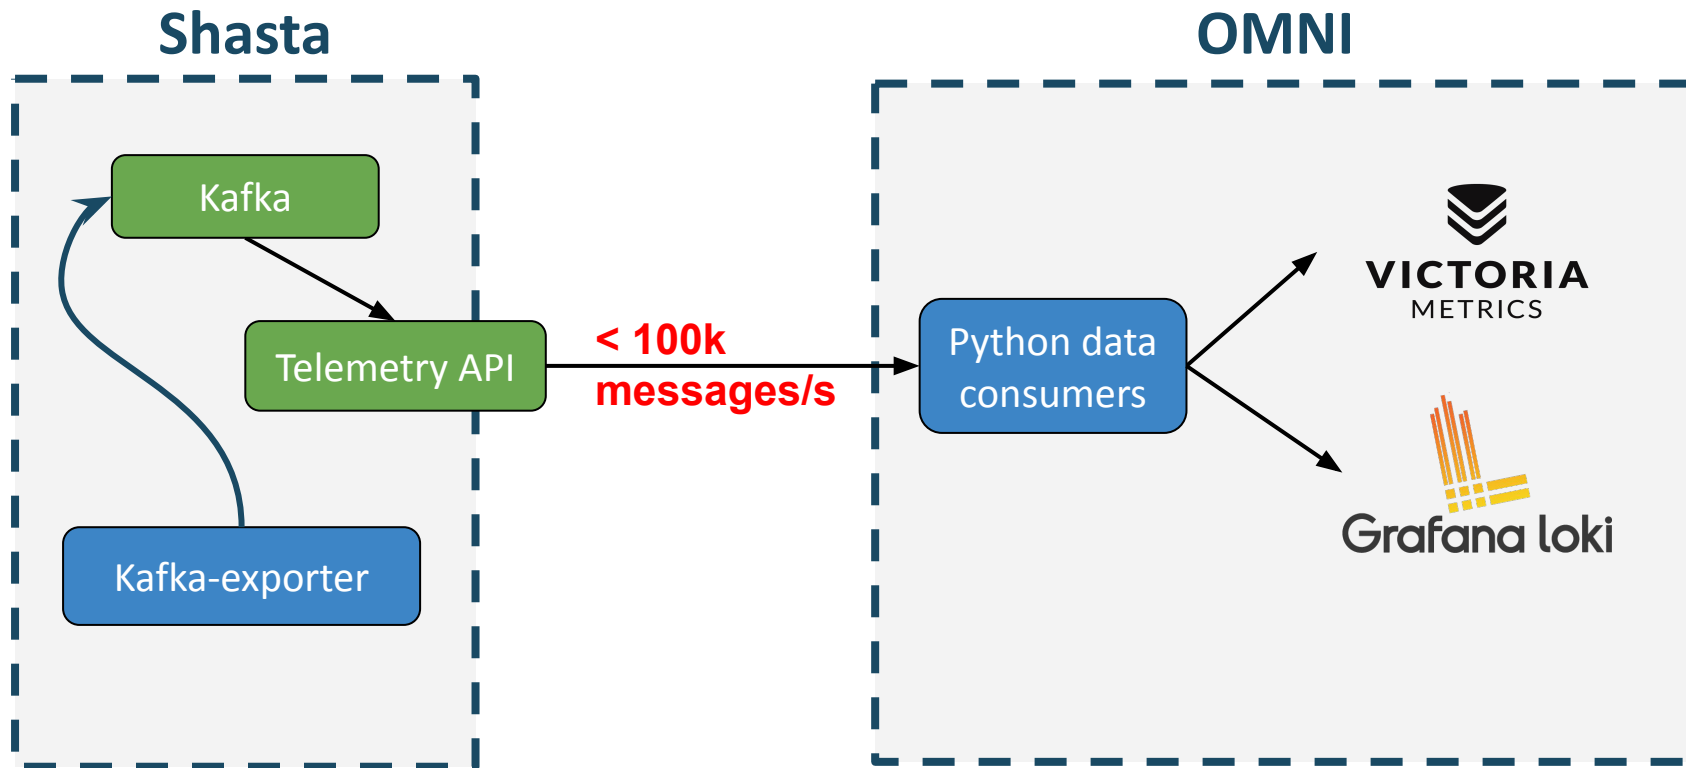 Shasta
OMNI
Kafka
Telemetry API
Kafka-exporter
< 100k
messages/s
Python data
consumers
VICTORIA
METRICS
Grafana loki